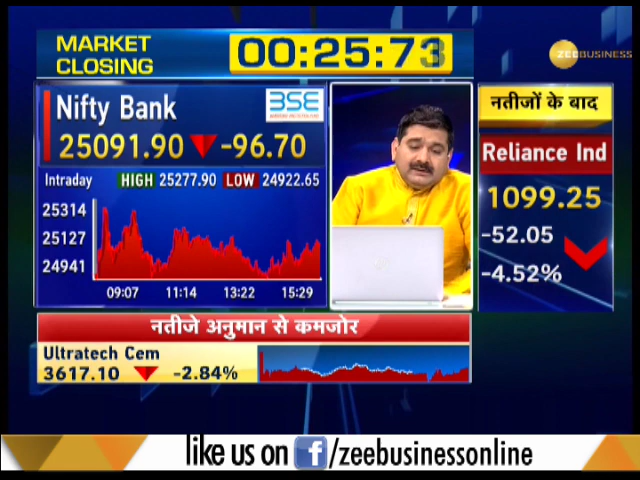 MARKET
CLOSING
00:25:73
ZEEBUSINESS
Nifty Bank
BSE
25091.90 -96.70
Intraday HIGH 25277.90 LOW 24922.65
25314
25127
24941
09:07 11:14 13:22 15:29
नतीजों के बाद
Reliance Ind
1099.25
-52.05
-4.52%
नतीजे अनुमान से कमजोर
Ultratech Cem
3617.10 -2.84%
like us on f/zeebusinessonline